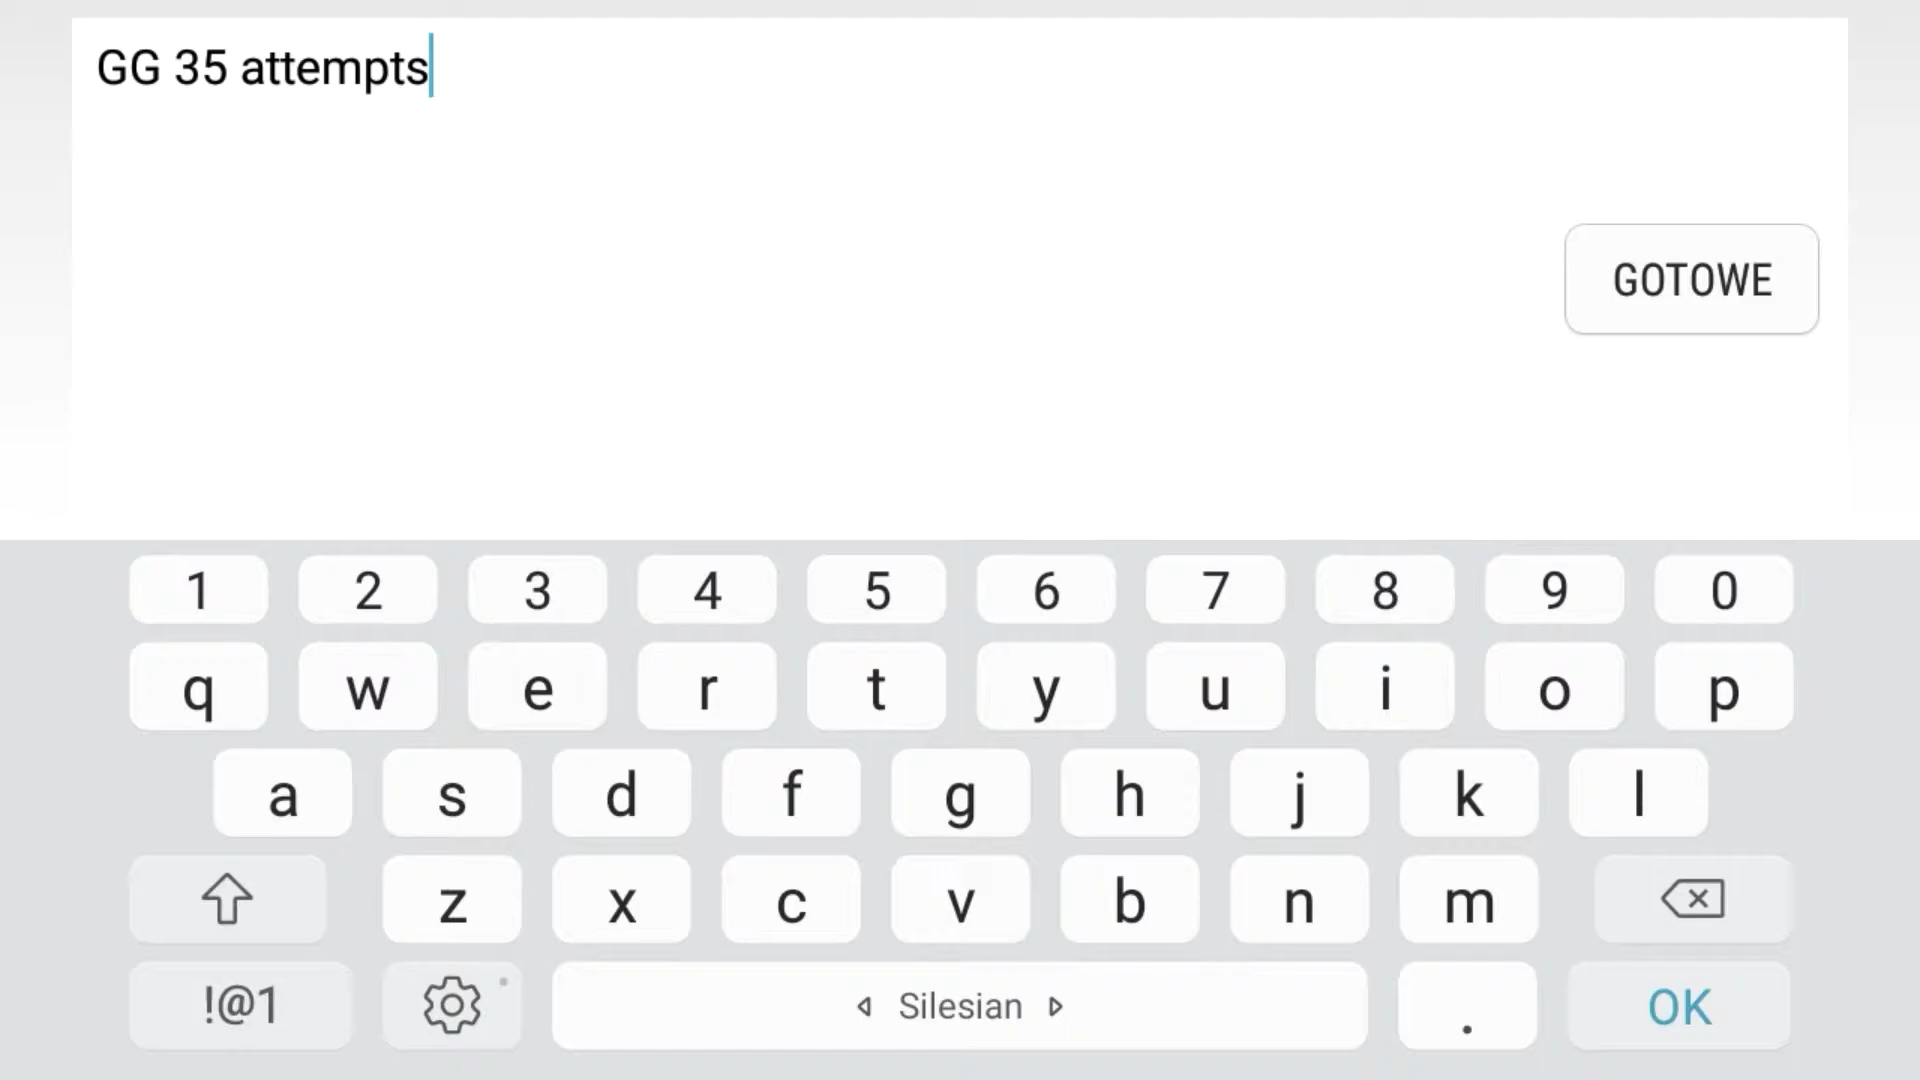 GG 35 attempts
GOTOWE
1 2 3 4 5 6 7 8 9 0
q w e r t y u i o p
a s d f g h j k l
z x c v b n m
!@1 Silesian . OK